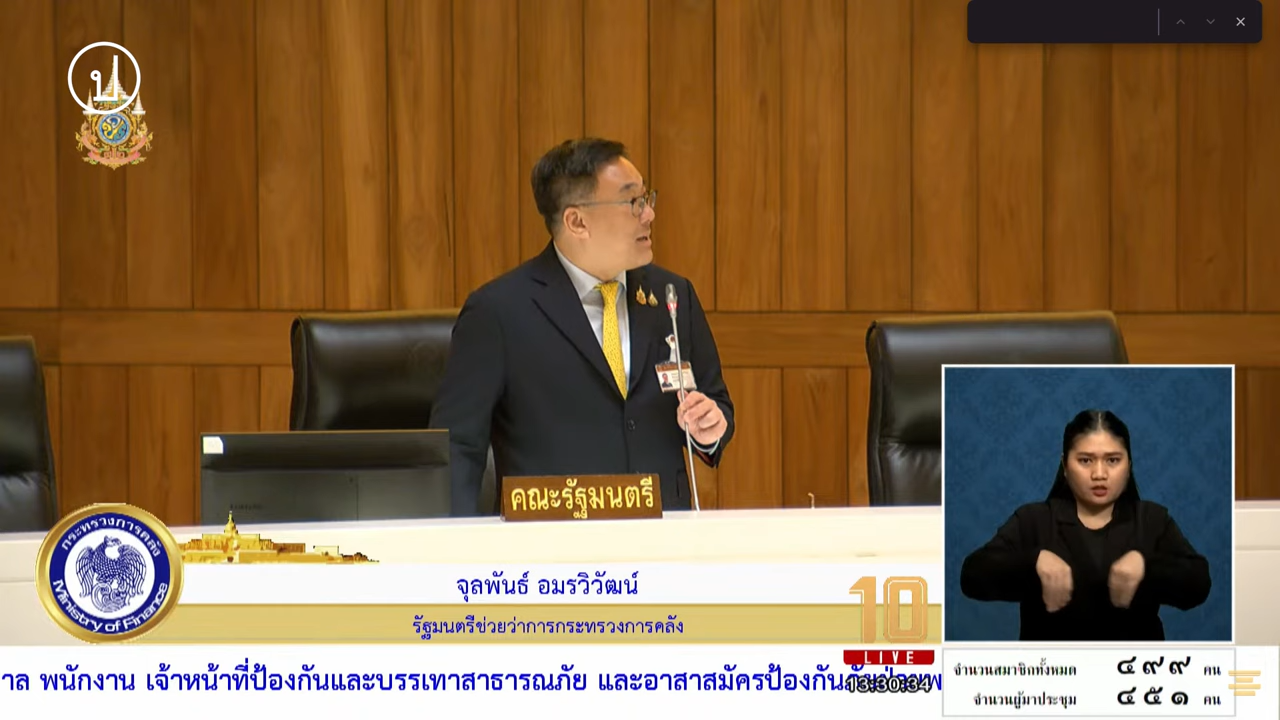 ป
คณะรัฐมนตรี
กระทรวงการคลัง
Ministry of Finance
จุลพันธ์ อมรวิวัฒน์
รัฐมนตรีช่วยว่าการกระทรวงการคลัง
10
LIVE
13:30:34
าล พนักงาน เจ้าหน้าที่ป้องกันและบรรเทาสาธารณภัย และอาสาสมัครป้องกันภัยฝ่ายพ
จำนวนสมาชิกทั้งหมด ๔๙๙ คน
จำนวนผู้มาประชุม ๔๕๑ คน